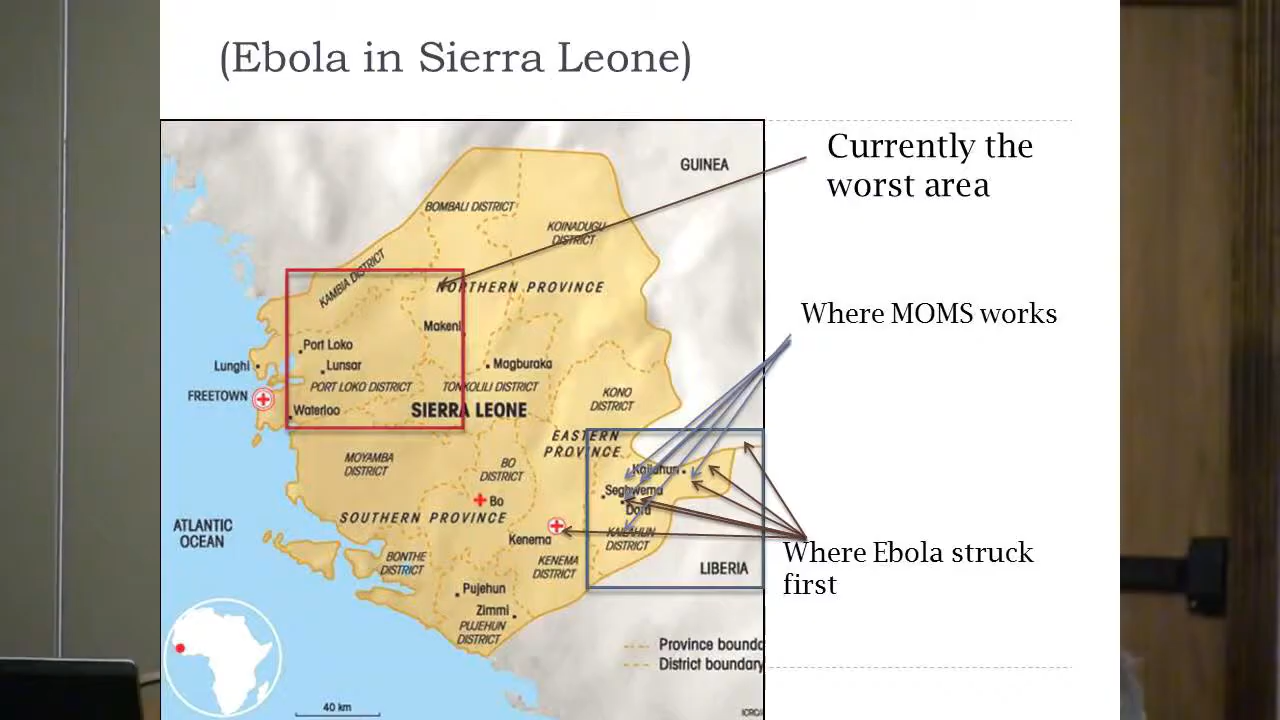 (Ebola in Sierra Leone)
Currently the
worst area
Where MOMS works
Where Ebola struck
first
GUINEA
BOMBALI DISTRICT
KOINADUGU
DISTRICT
KAMBIA DISTRICT
NORTHERN PROVINCE
Makeni
Port Loko
Lunghi
Lunsar
Magburaka
PORT LOKO DISTRICT
TONKOLILI DISTRICT
FREETOWN
Waterloo
SIERRA LEONE
KONO
DISTRICT
EASTERN
PROVINCE
MOYAMBA
DISTRICT
BO
DISTRICT
Kailahun
Segbwema
Daru
Bo
SOUTHERN PROVINCE
ATLANTIC
OCEAN
Kenema
KAILAHUN
DISTRICT
BONTHE
DISTRICT
KENEMA
DISTRICT
LIBERIA
Pujehun
Zimmi
PUJEHUN
DISTRICT
Province bounda
District boundary
40 km